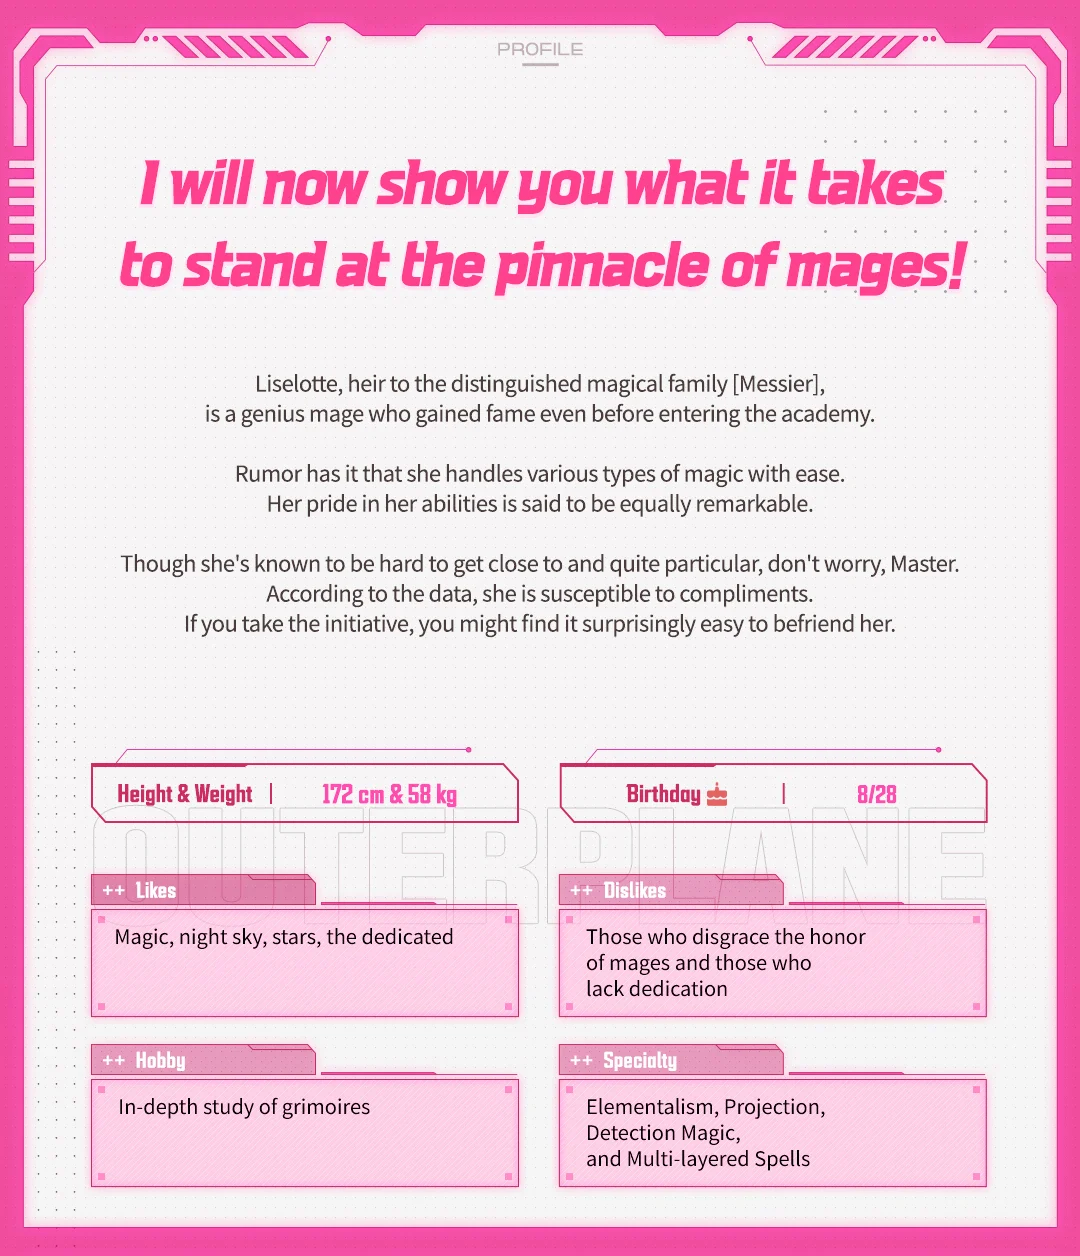 PROFILE
I will now show you what it takes
to stand at the pinnacle of mages!
Liselotte, heir to the distinguished magical family [Messier],
is a genius mage who gained fame even before entering the academy.
Rumor has it that she handles various types of magic with ease.
Her pride in her abilities is said to be equally remarkable.
Though she's known to be hard to get close to and quite particular, don't worry, Master.
According to the data, she is susceptible to compliments.
If you take the initiative, you might find it surprisingly easy to befriend her.
Height & Weight | 172 cm & 58 kg
Birthday 🎂 | 8/28
OUTERPLANE
++ Likes
Magic, night sky, stars, the dedicated
++ Dislikes
Those who disgrace the honor
of mages and those who
lack dedication
++ Hobby
In-depth study of grimoires
++ Specialty
Elementalism, Projection,
Detection Magic,
and Multi-layered Spells